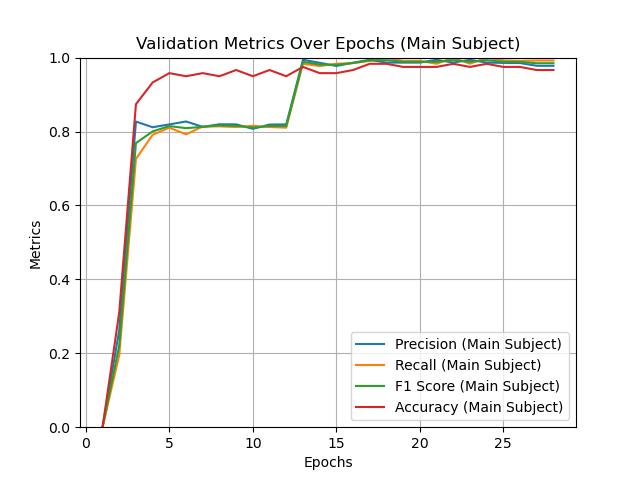 Validation Metrics Over Epochs (Main Subject)
1.0
0.8
0.6
0.4
0.2
0.0
Metrics
Precision (Main Subject)
Recall (Main Subject)
F1 Score (Main Subject)
Accuracy (Main Subject)
0 5 10 15 20 25
Epochs